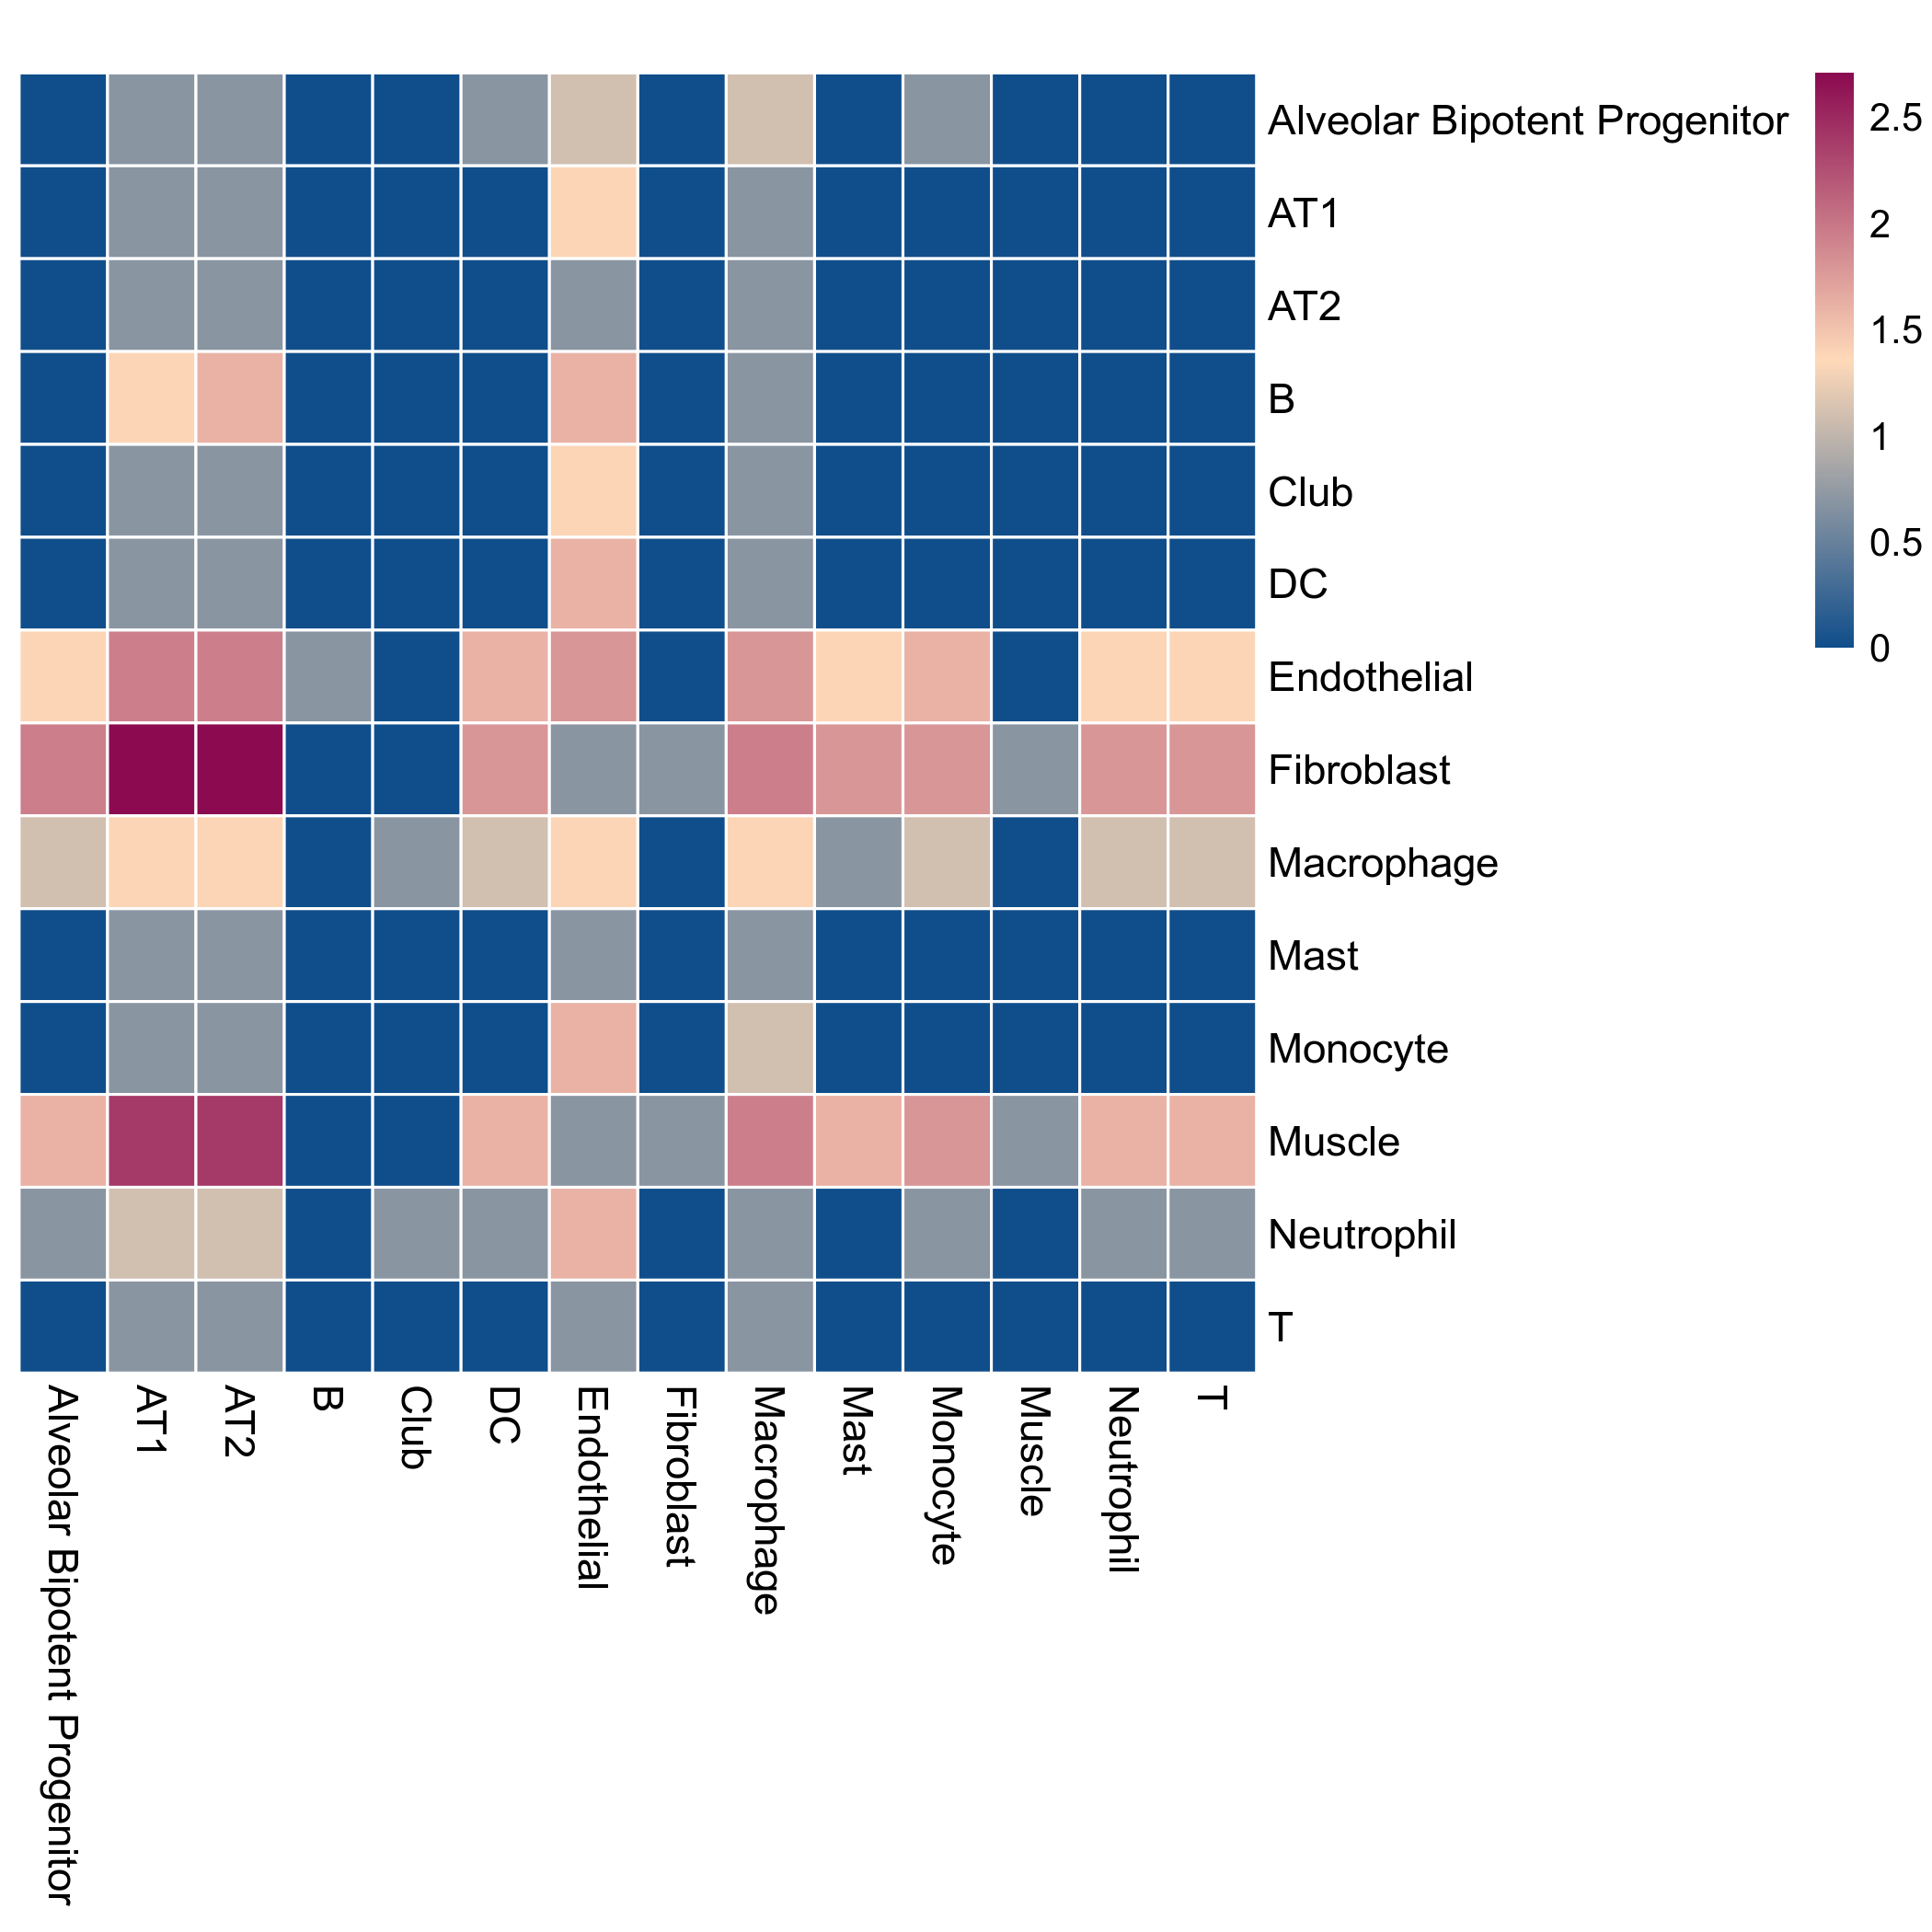 Alveolar Bipotent Progenitor
AT1
AT2
B
Club
DC
Endothelial
Fibroblast
Macrophage
Mast
Monocyte
Muscle
Neutrophil
T
2.5
2
1.5
1
0.5
0
Alveolar Bipotent Progenitor
AT1
AT2
B
Club
DC
Endothelial
Fibroblast
Macrophage
Mast
Monocyte
Muscle
Neutrophil
T